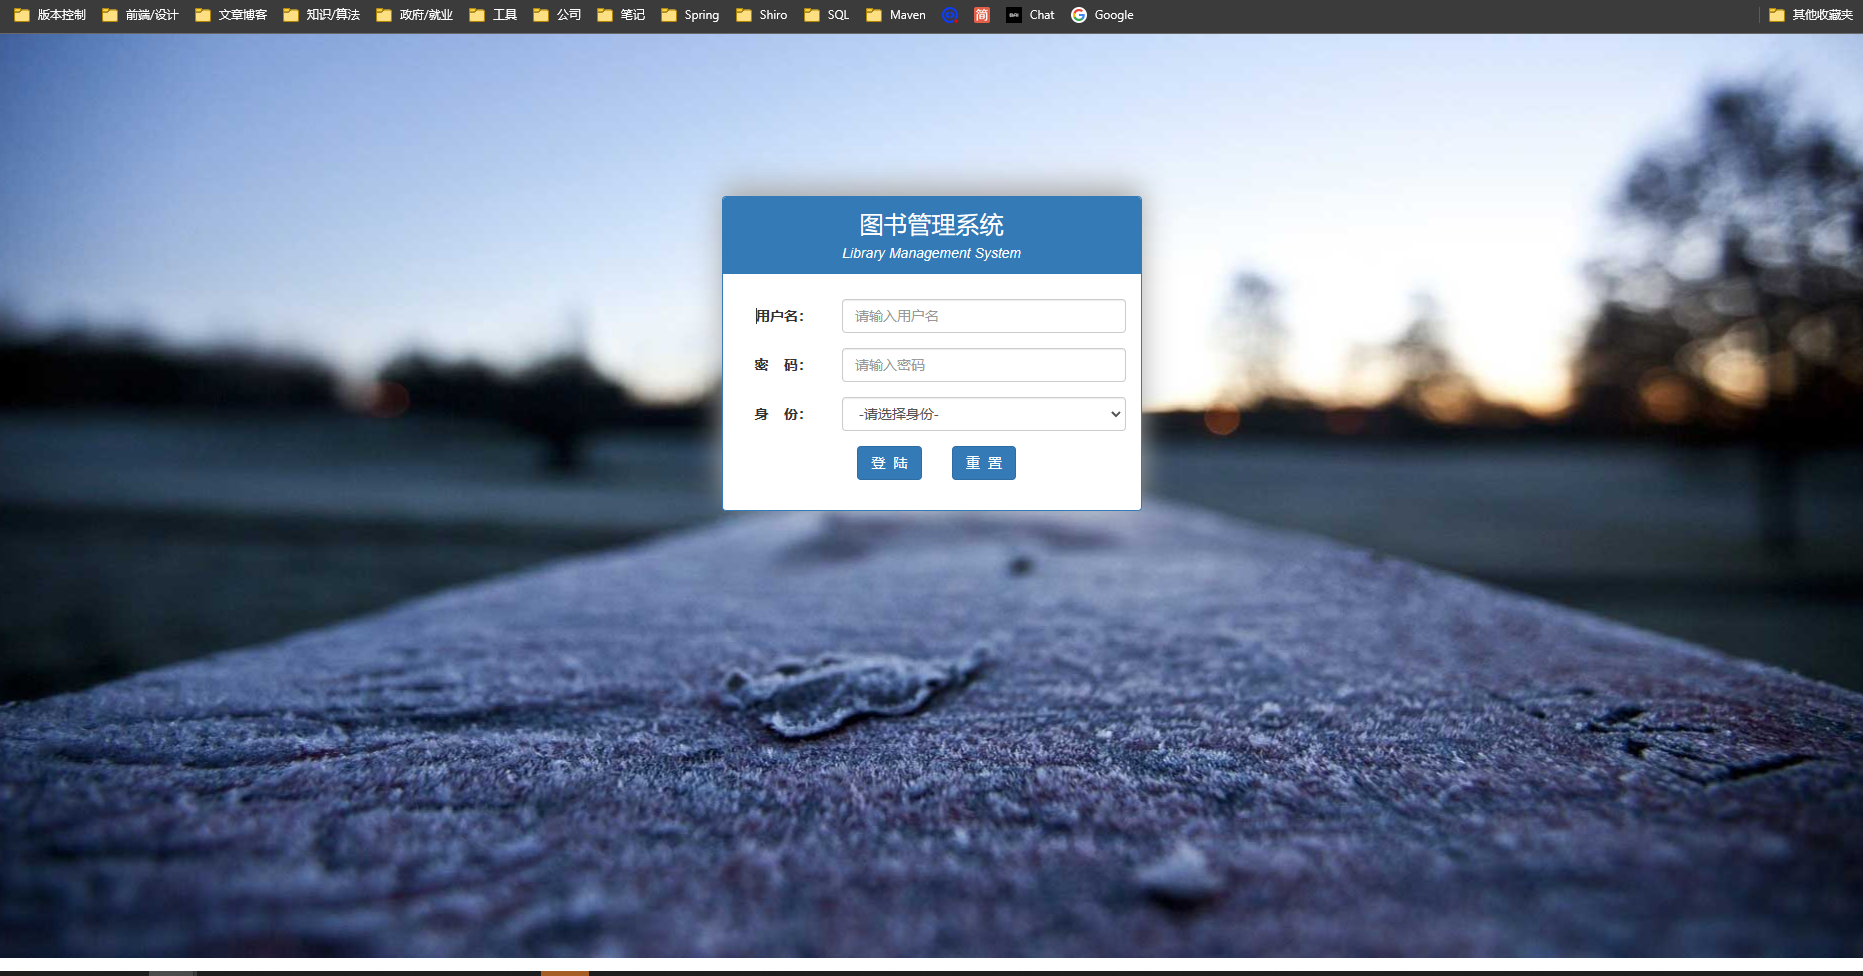 版本控制 前端/设计 文章博客 知识/算法 政府/就业 工具 公司 笔记 Spring Shiro SQL Maven 简 Chat Google 其他收藏夹
图书管理系统
Library Management System
用户名： 请输入用户名
密 码： 请输入密码
身 份： -请选择身份-
登 陆 重 置